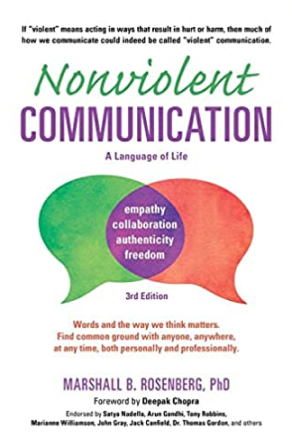 If "violent" means acting in ways that result in hurt or harm, then much of
how we communicate could indeed be called "violent" communication.
Nonviolent
COMMUNICATION
A Language of Life
empathy
collaboration
authenticity
freedom
3rd Edition
Words and the way we think matters.
Find common ground with anyone, anywhere,
at any time, both personally and professionally.
MARSHALL B. ROSENBERG, PhD
Foreword by Deepak Chopra
Endorsed by Satya Nadella, Arun Gandhi, Tony Robbins,
Marianne Williamson, John Gray, Jack Canfield, Dr. Thomas Gordon, and others